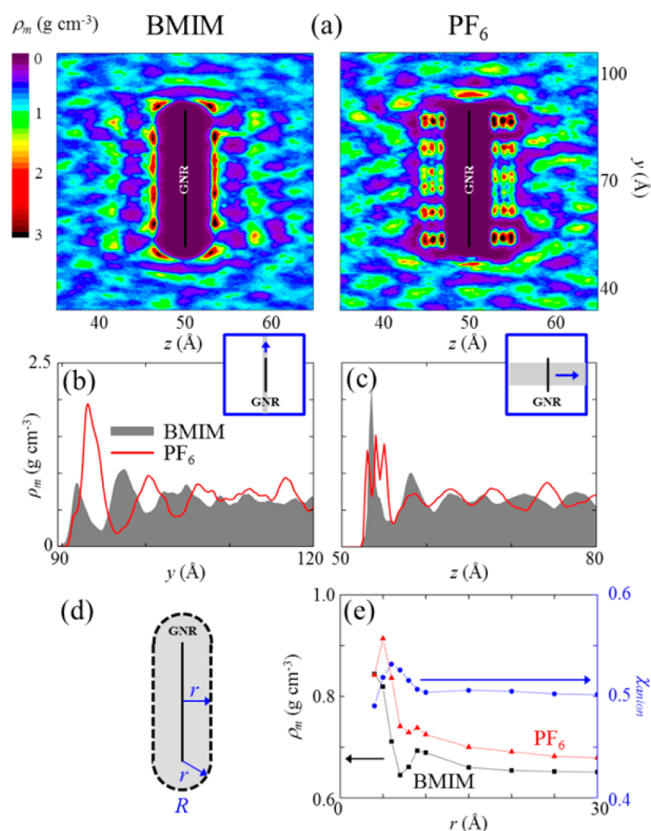 ρm (g cm-3)
BMIM
(a)
PF6
0
1
2
3
GNR
GNR
100
70
40
y (Å)
40
50
60
z (Å)
40
50
60
z (Å)
(b)
2.5
0
BMIM
PF6
GNR
ρm (g cm-3)
90
120
y (Å)
(c)
GNR
50
80
z (Å)
(d)
GNR
r
r
R
(e)
1.0
0.8
0.6
ρm (g cm-3)
0.6
0.5
0.4
χanion
PF6
BMIM
0
30
r (Å)